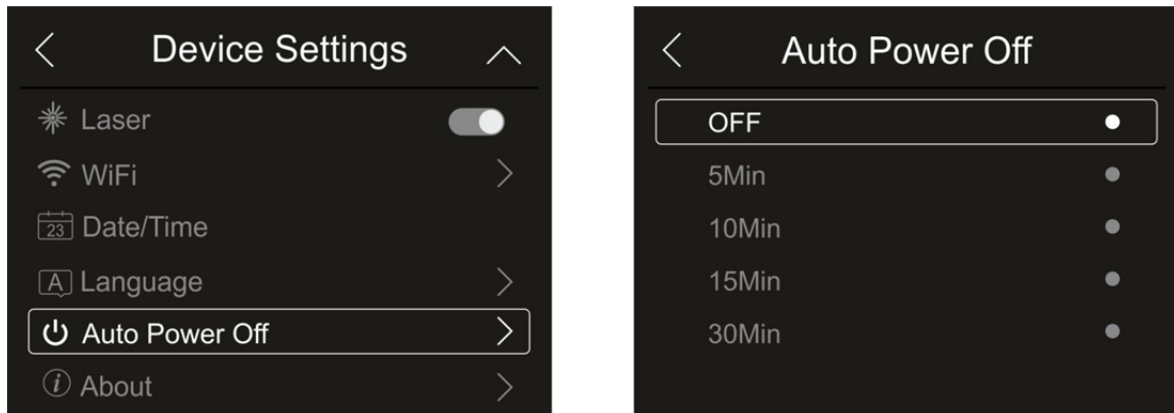 Device Settings
Laser
WiFi
23 Date/Time
A Language
Auto Power Off
i About
Auto Power Off
OFF
5Min
10Min
15Min
30Min